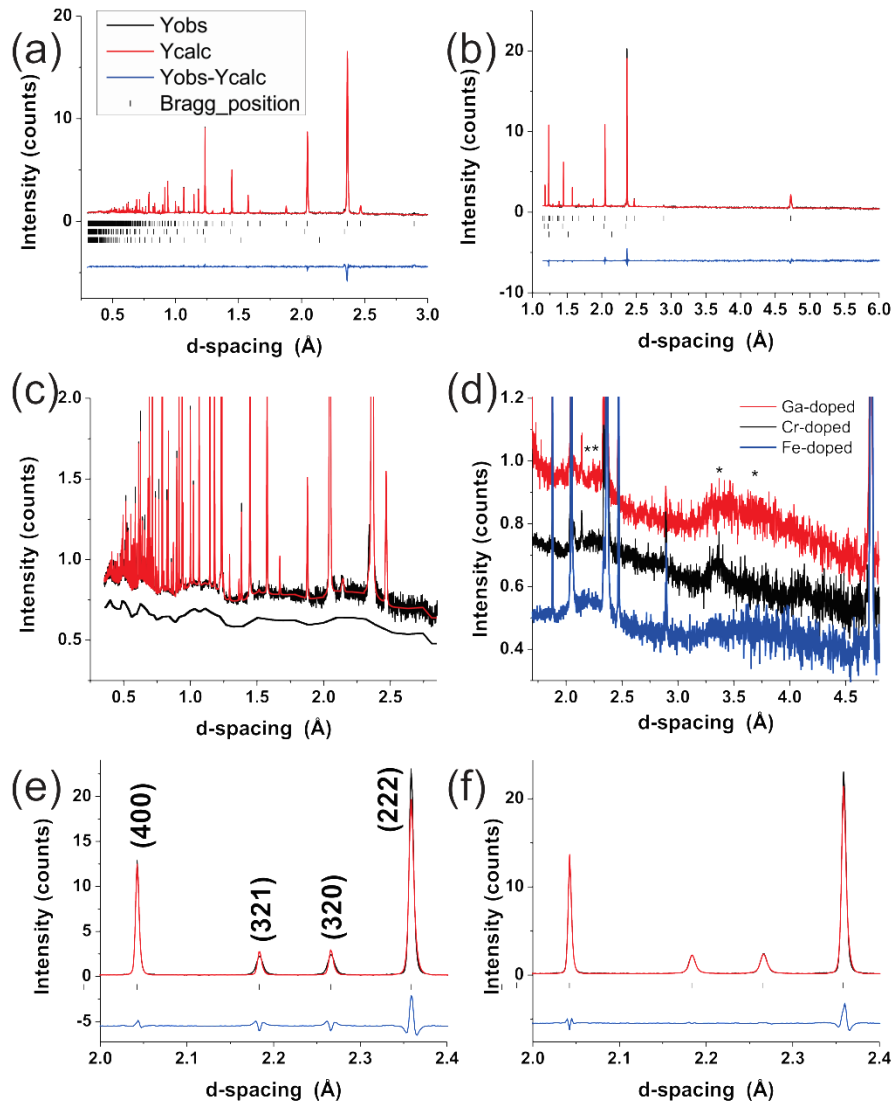 (a)
Yobs
Ycalc
Yobs-Ycalc
Bragg_position
Intensity (counts)
20
10
0
0.5 1.0 1.5 2.0 2.5 3.0
d-spacing (Å)
(b)
Intensity (counts)
20
10
0
-10
1.0 1.5 2.0 2.5 3.0 3.5 4.0 4.5 5.0 5.5 6.0
d-spacing (Å)
(c)
Intensity (counts)
2.0
1.5
1.0
0.5
0.5 1.0 1.5 2.0 2.5
d-spacing (Å)
(d)
Ga-doped
Cr-doped
Fe-doped
** * *
Intensity (counts)
1.2
1.0
0.8
0.6
0.4
2.0 2.5 3.0 3.5 4.0 4.5
d-spacing (Å)
(e)
(400)
(321)
(320)
(222)
Intensity (counts)
20
15
10
5
0
-5
2.0 2.1 2.2 2.3 2.4
d-spacing (Å)
(f)
Intensity (counts)
20
10
0
2.0 2.1 2.2 2.3 2.4
d-spacing (Å)